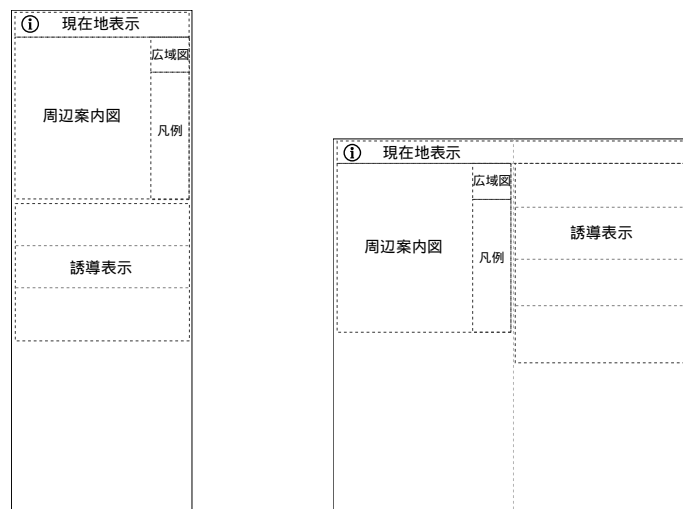 i 現在地表示
広域図
周辺案内図
凡例
誘導表示
i 現在地表示
広域図
周辺案内図
凡例
誘導表示